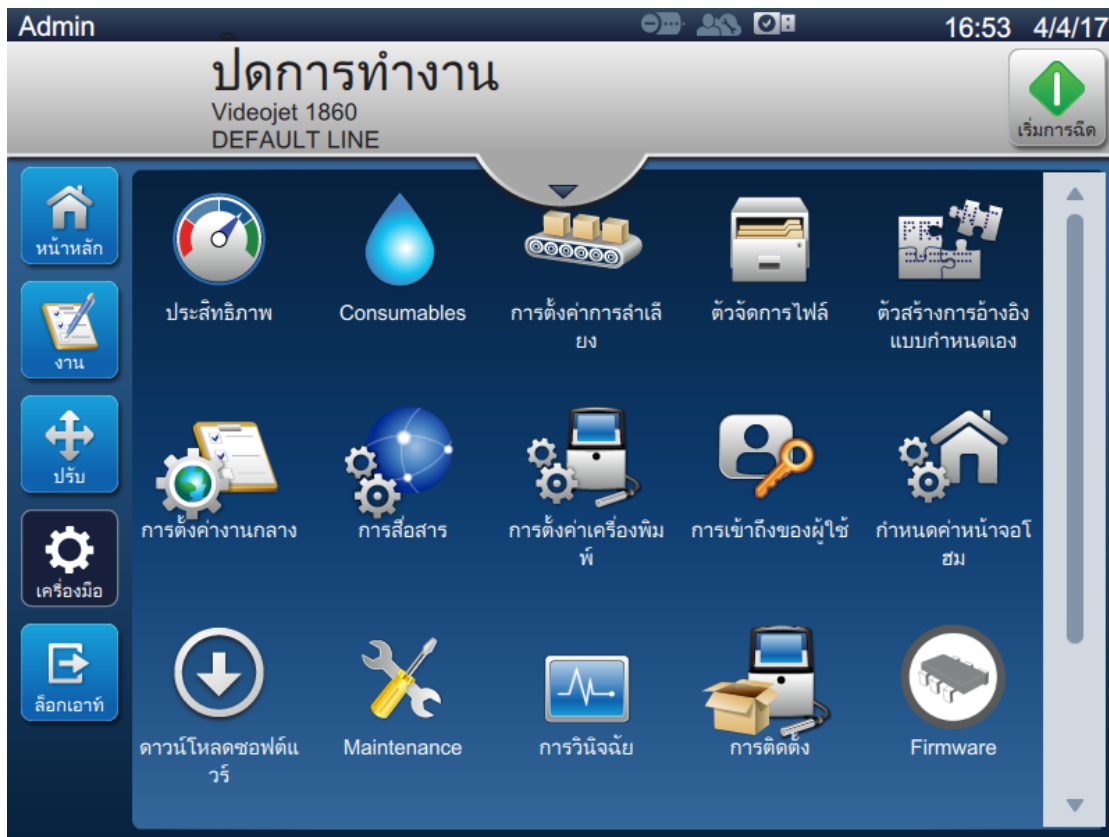 Admin
16:53 4/4/17
ปิดการทำงาน
Videojet 1860
DEFAULT LINE
เริ่มการฉีด
หน้าหลัก
งาน
ปรับ
เครื่องมือ
ล็อกเอาท์
ประสิทธิภาพ
Consumables
การตั้งค่าการลำเลี
ยง
ตัวจัดการไฟล์
ตัวสร้างการอ้างอิง
แบบกำหนดเอง
การตั้งค่างานกลาง
การสื่อสาร
การตั้งค่าเครื่องพิม
พ์
การเข้าถึงของผู้ใช้
กำหนดค่าหน้าจอโ
ฮม
ดาวน์โหลดซอฟต์แ
วร์
Maintenance
การวินิจฉัย
การติดตั้ง
Firmware